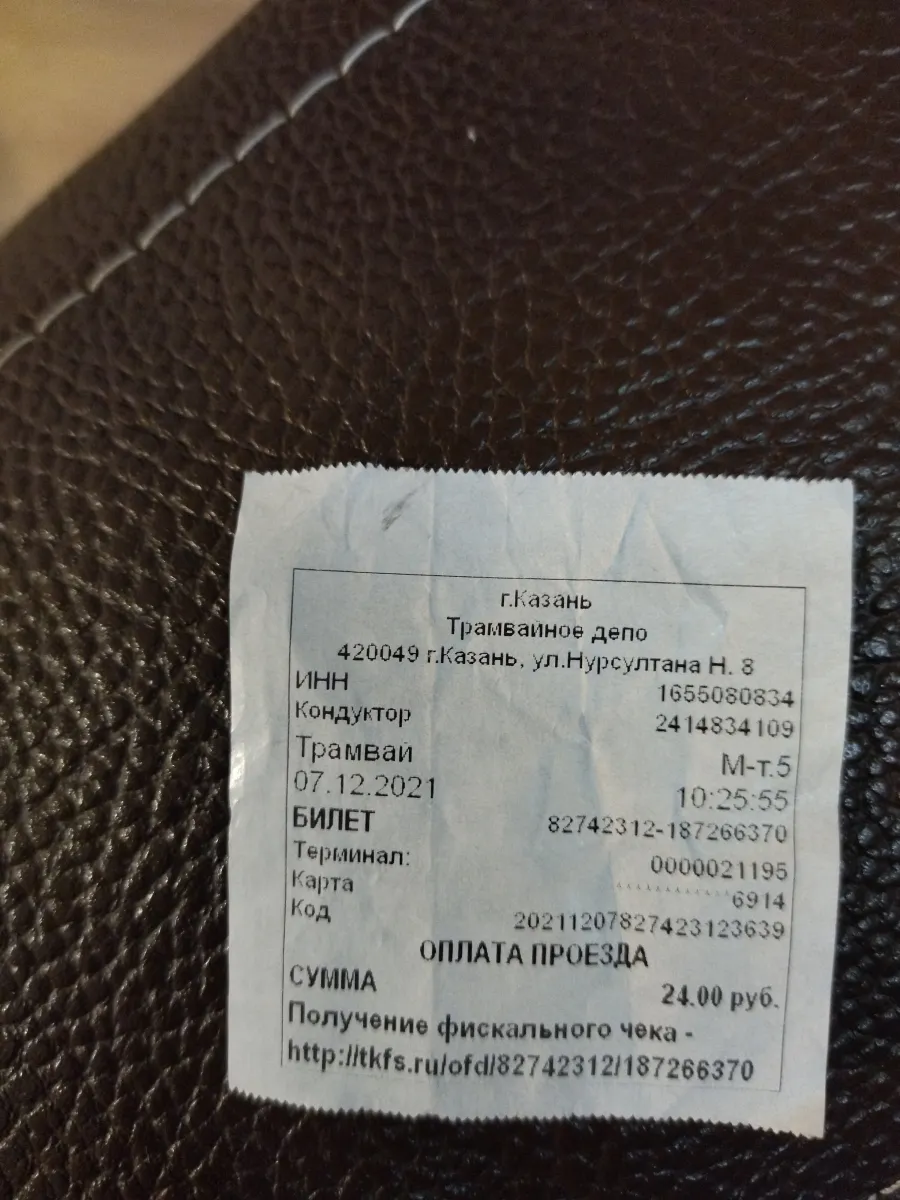 г.Казань
Трамвайное депо
420049 г.Казань, ул.Нурсултана Н. 8
ИНН 1655080834
Кондуктор 2414834109
Трамвай М-т.5
07.12.2021 10:25:55
БИЛЕТ 82742312-187266370
Терминал: 0000021195
Карта ************6914
Код 20211207827423123639
ОПЛАТА ПРОЕЗДА
СУММА 24.00 руб.
Получение фискального чека -
http://tkfs.ru/ofd/82742312/187266370